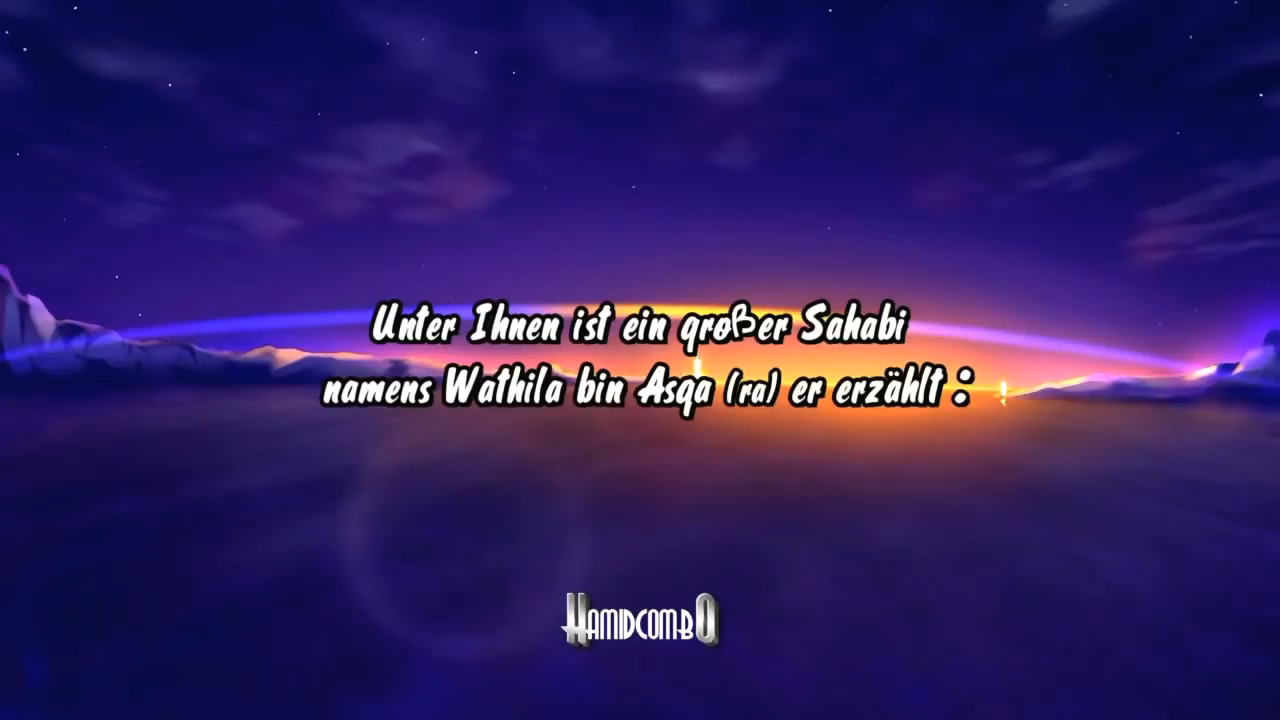 Unter Ihnen ist ein großer Sahabi
namens Wathila bin Asqa (ra) er erzählt :
HAMIDCOMBO